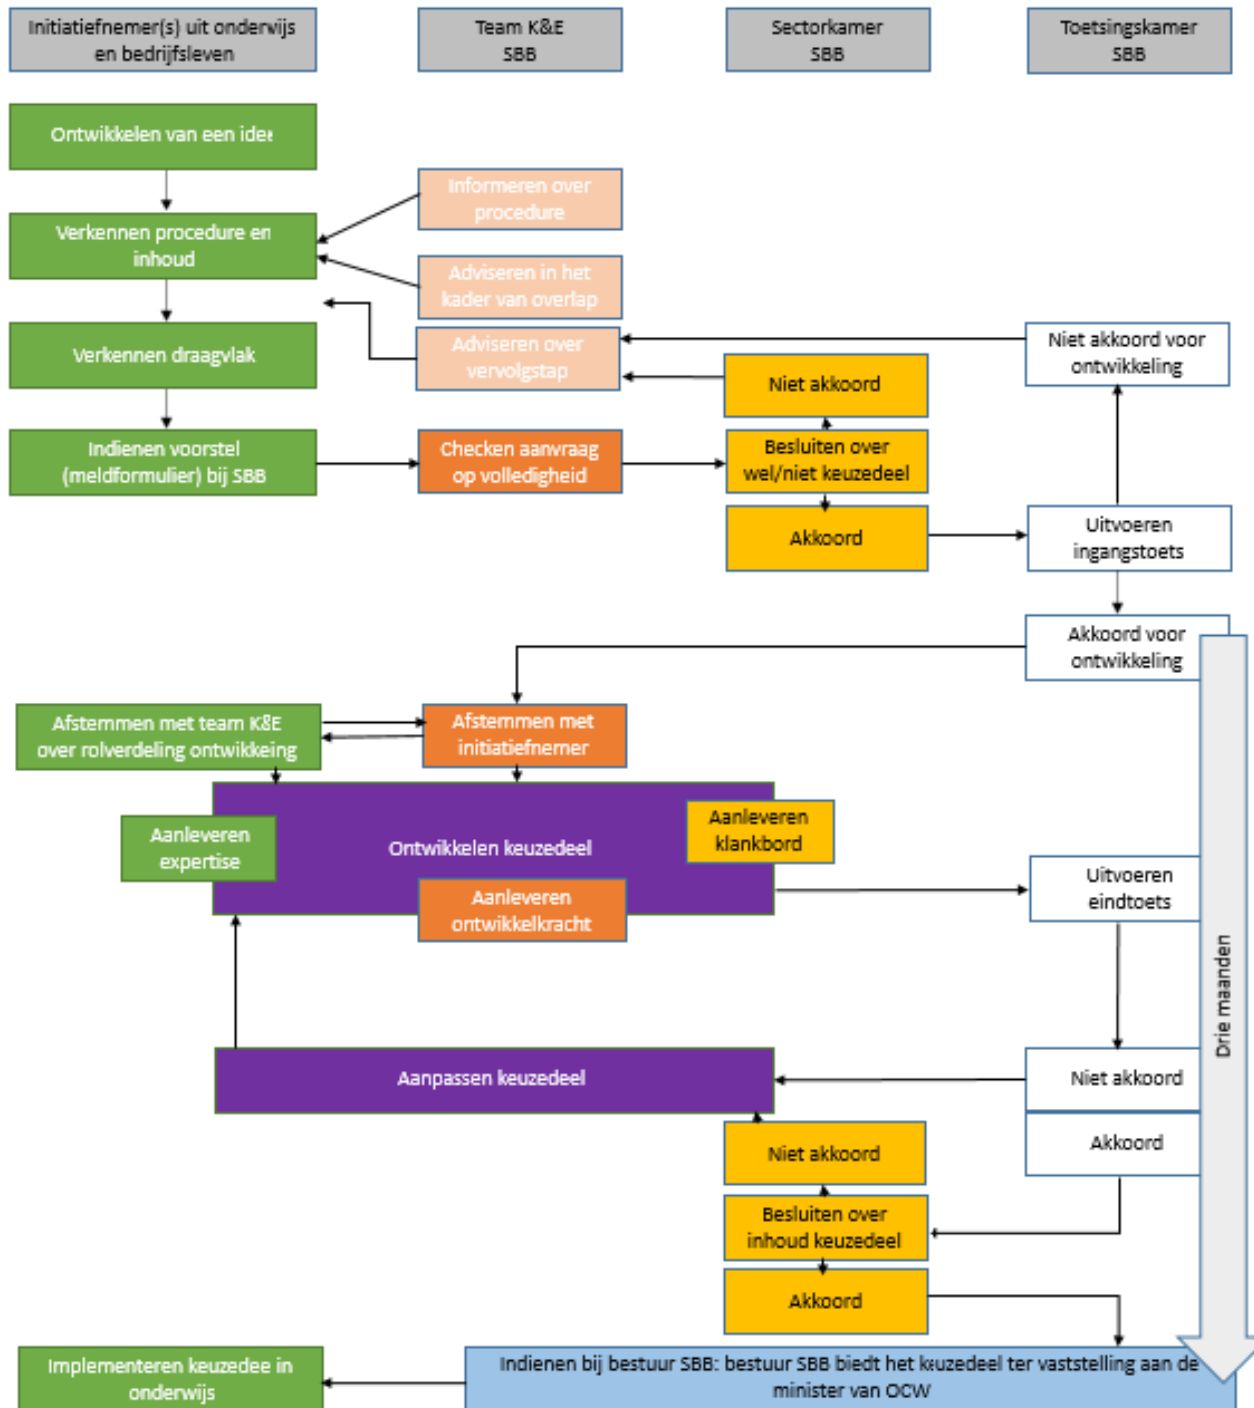 Initiatiefnemer(s) uit onderwijs
en bedrijfsleven
Team K&E
SBB
Sectorkamer
SBB
Toetsingskamer
SBB
Ontwikkelen van een idee
Verkennen procedure en
inhoud
Informeren over
procedure
Adviseren in het
kader van overlap
Verkennen draagvlak
Adviseren over
vervolgstap
Niet akkoord
Niet akkoord voor
ontwikkeling
Indienen voorstel
(meldformulier) bij SBB
Checken aanvraag
op volledigheid
Besluiten over
wel/niet keuzedeel
Akkoord
Uitvoeren
ingangstoets
Akkoord voor
ontwikkeling
Afstemmen met team K&E
over rolverdeling ontwikkeing
Afstemmen met
initiatiefnemer
Aanleveren
expertise
Ontwikkelen keuzedeel
Aanleveren
klankbord
Aanleveren
ontwikkelkracht
Uitvoeren
eindtoets
Drie maanden
Aanpassen keuzedeel
Niet akkoord
Akkoord
Niet akkoord
Besluiten over
inhoud keuzedeel
Akkoord
Implementeren keuzedee in
onderwijs
Indienen bij bestuur SBB: bestuur SBB biedt het keuzedeel ter vaststelling aan de
minister van OCW